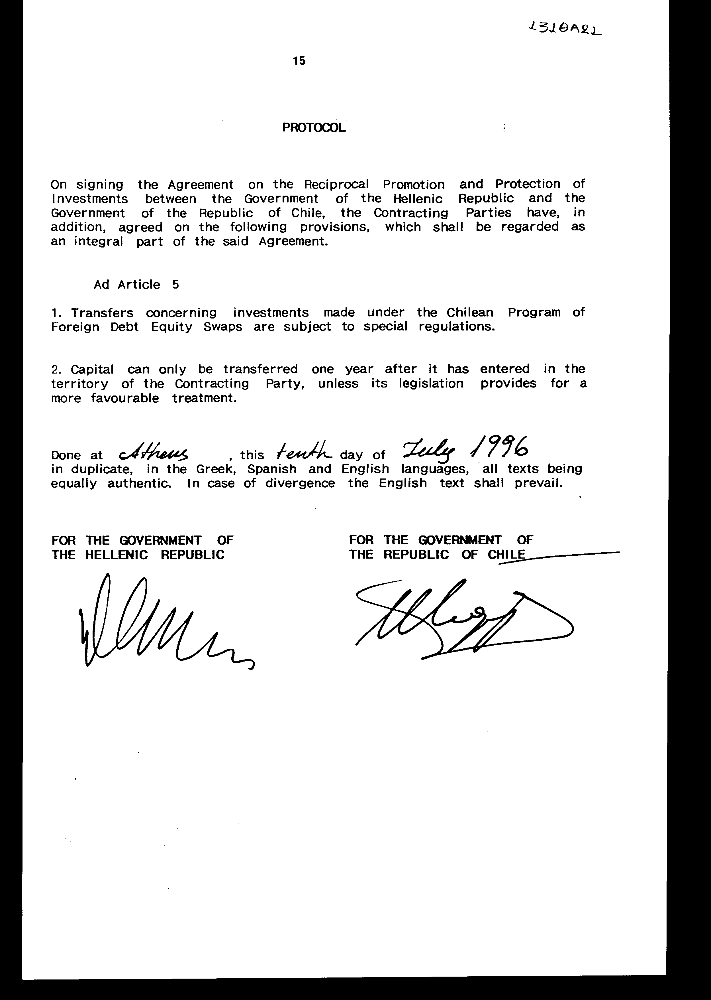 15
PROTOCOL
On signing the Agreement on the Reciprocal Promotion and Protection of
Investments between the Government of the Hellenic Republic and the
Government of the Republic of Chile, the Contracting Parties have, in
addition, agreed on the following provisions, which shall be regarded as
an integral part of the said Agreement.
Ad Article 5
1. Transfers concerning investments made under the Chilean Program of
Foreign Debt Equity Swaps are subject to special regulations.
2. Capital can only be transferred one year after it has entered in the
territory of the Contracting Party, unless its legislation provides for a
more favourable treatment.
Done at Athens , this tenth day of July 1996
in duplicate, in the Greek, Spanish and English languages, all texts being
equally authentic. In case of divergence the English text shall prevail.
FOR THE GOVERNMENT OF
THE HELLENIC REPUBLIC
FOR THE GOVERNMENT OF
THE REPUBLIC OF CHILE